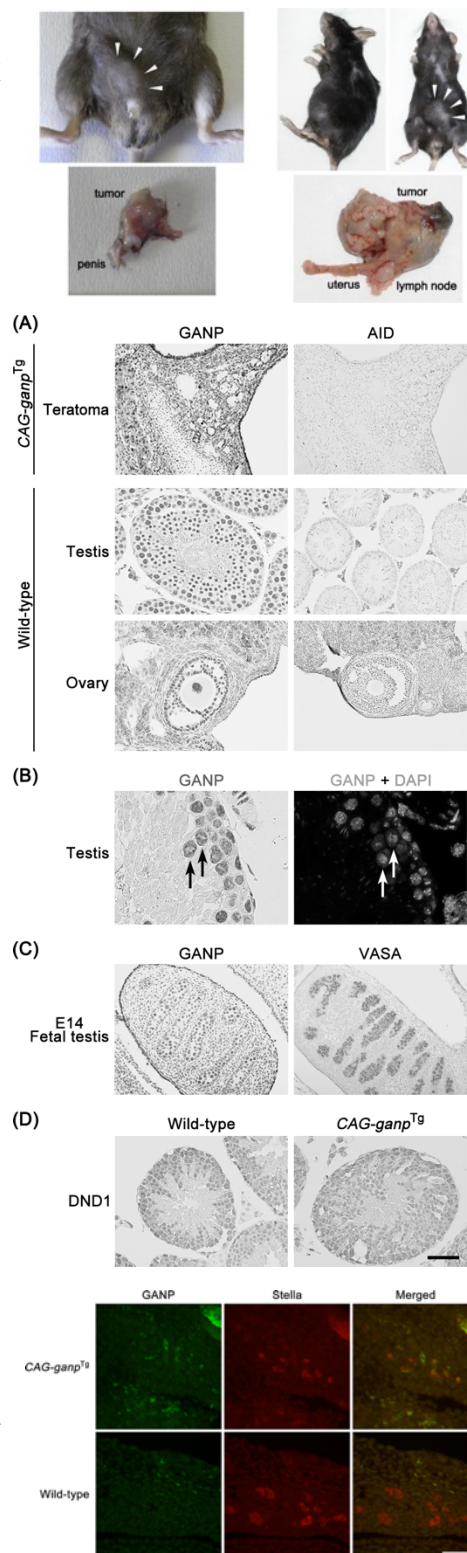 tumor
penis
tumor
uterus
lymph node
(A)
GANP
AID
CAG-ganpTg
Teratoma
Wild-type
Testis
Ovary
(B)
GANP
GANP + DAPI
Testis
(C)
GANP
VASA
E14
Fetal testis
(D)
Wild-type
CAG-ganpTg
DND1
GANP
Stella
Merged
CAG-ganpTg
Wild-type